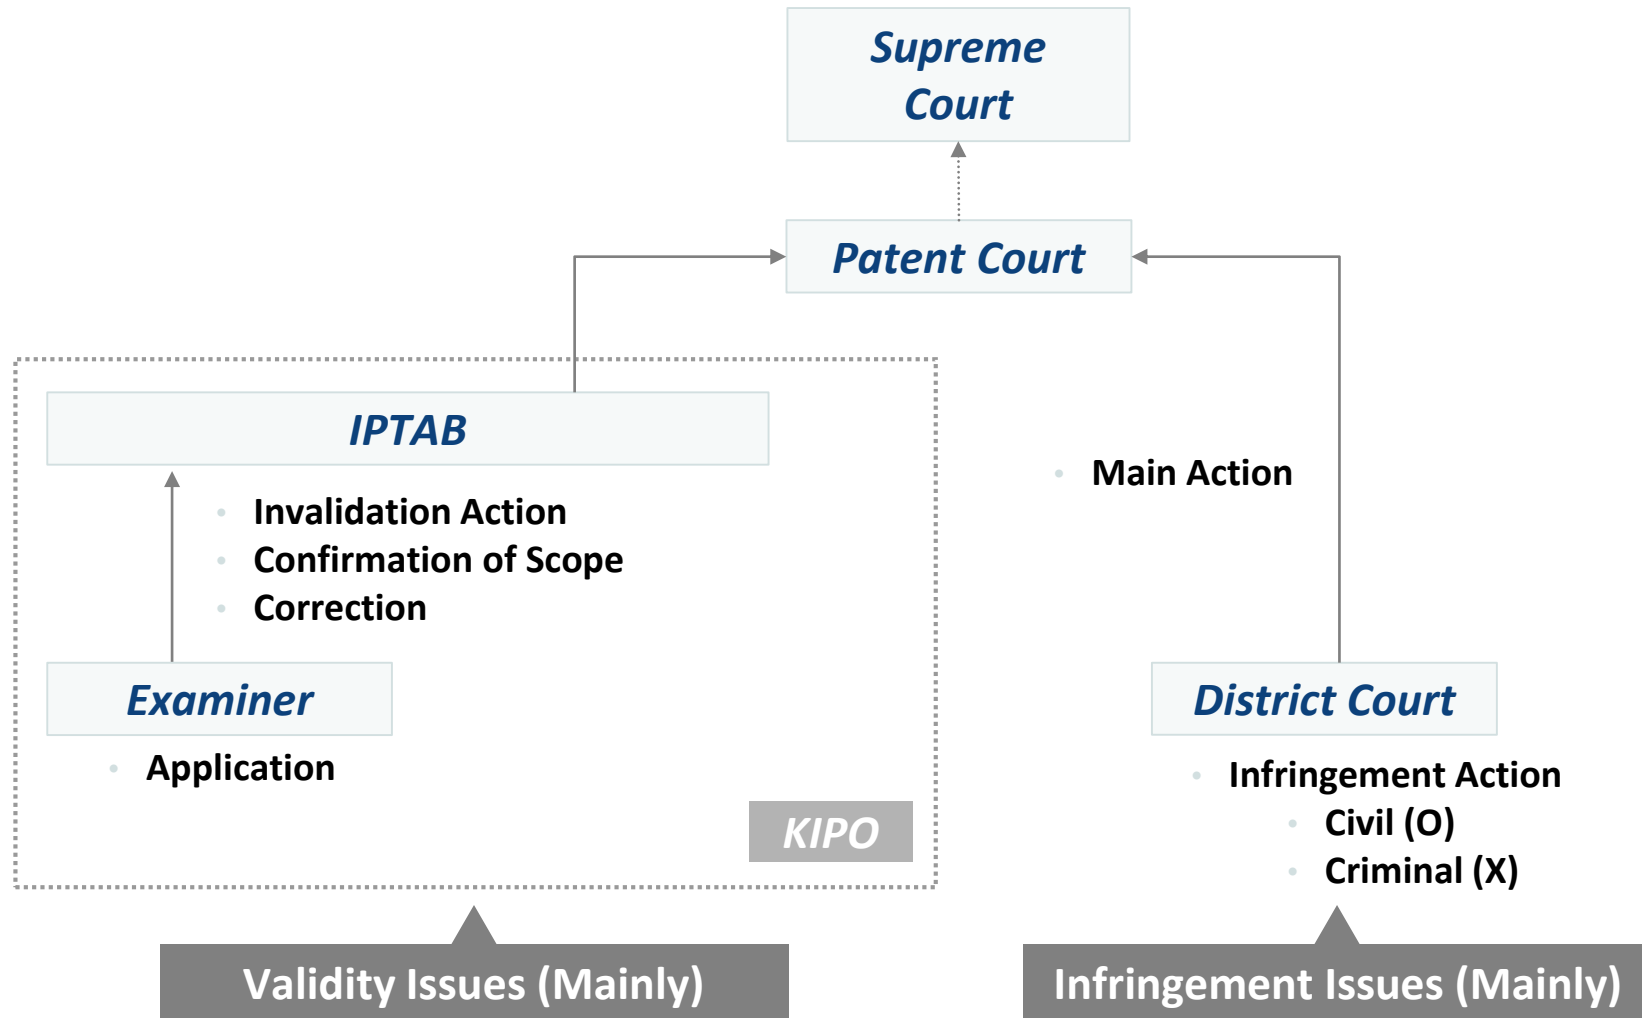 Supreme
Court
Patent Court
IPTAB
• Main Action
• Invalidation Action
• Confirmation of Scope
• Correction
Examiner
District Court
• Application
• Infringement Action
• Civil (O)
• Criminal (X)
KIPO
Validity Issues (Mainly)
Infringement Issues (Mainly)